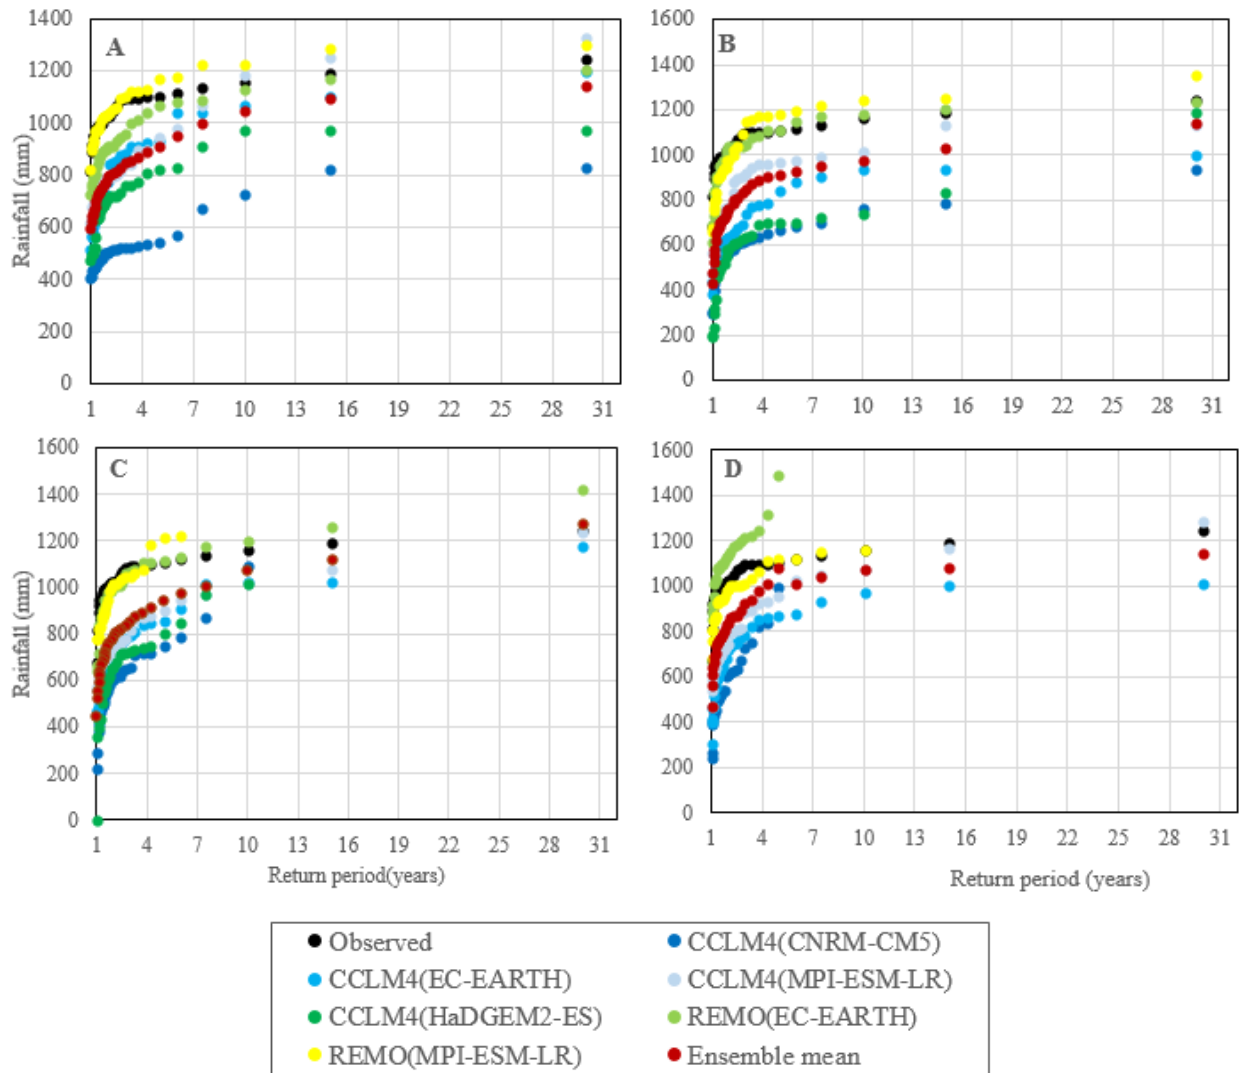 1400
1200
1000
800
600
400
200
0
Rainfall (mm)
A
1 4 7 10 13 16 19 22 25 28 31
1600
1400
1200
1000
800
600
400
200
0
B
1 4 7 10 13 16 19 22 25 28 31
1600
1400
1200
1000
800
600
400
200
0
Rainfall (mm)
C
1 4 7 10 13 16 19 22 25 28 31
Return period(years)
1600
1400
1200
1000
800
600
400
200
0
D
1 4 7 10 13 16 19 22 25 28 31
Return period (years)
Observed
CCLM4(CNRM-CM5)
CCLM4(EC-EARTH)
CCLM4(MPI-ESM-LR)
CCLM4(HaDGEM2-ES)
REMO(EC-EARTH)
REMO(MPI-ESM-LR)
Ensemble mean